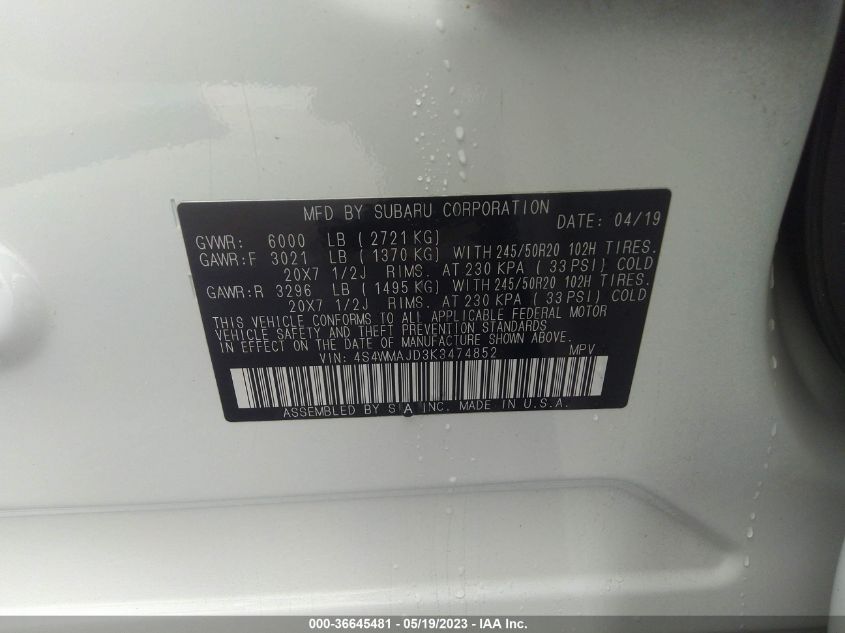 MFD BY SUBARU CORPORATION
DATE: 04/19
GVWR: 6000 LB ( 2721 KG)
GAWR:F 3021 LB ( 1370 KG) WITH 245/50R20 102H TIRES.
20X7 1/2J RIMS. AT 230 KPA ( 33 PSI) COLD
GAWR:R 3296 LB ( 1495 KG) WITH 245/50R20 102H TIRES.
20X7 1/2J RIMS. AT 230 KPA ( 33 PSI) COLD
THIS VEHICLE CONFORMS TO ALL APPLICABLE FEDERAL MOTOR
VEHICLE SAFETY AND THEFT PREVENTION STANDARDS
IN EFFECT ON THE DATE OF MANUFACTURE SHOWN ABOVE.
VIN: 4S4WMAJD3K3474852 MPV
ASSEMBLED BY SIA INC. MADE IN U.S.A.
000-36645481 - 05/19/2023 - IAA Inc.